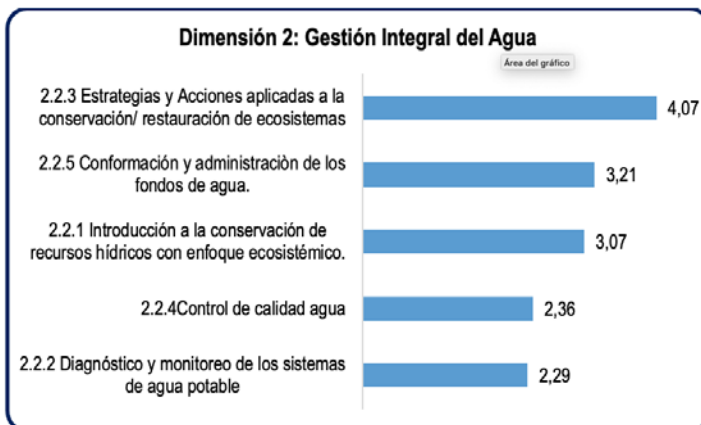 Dimensión 2: Gestión Integral del Agua
Área del gráfico
2.2.3 Estrategias y Acciones aplicadas a la
conservación/ restauración de ecosistemas
4,07
2.2.5 Conformación y administraciòn de los
fondos de agua.
3,21
2.2.1 Introducción a la conservación de
recursos hídricos con enfoque ecosistémico.
3,07
2.2.4Control de calidad agua
2,36
2.2.2 Diagnóstico y monitoreo de los sistemas
de agua potable
2,29